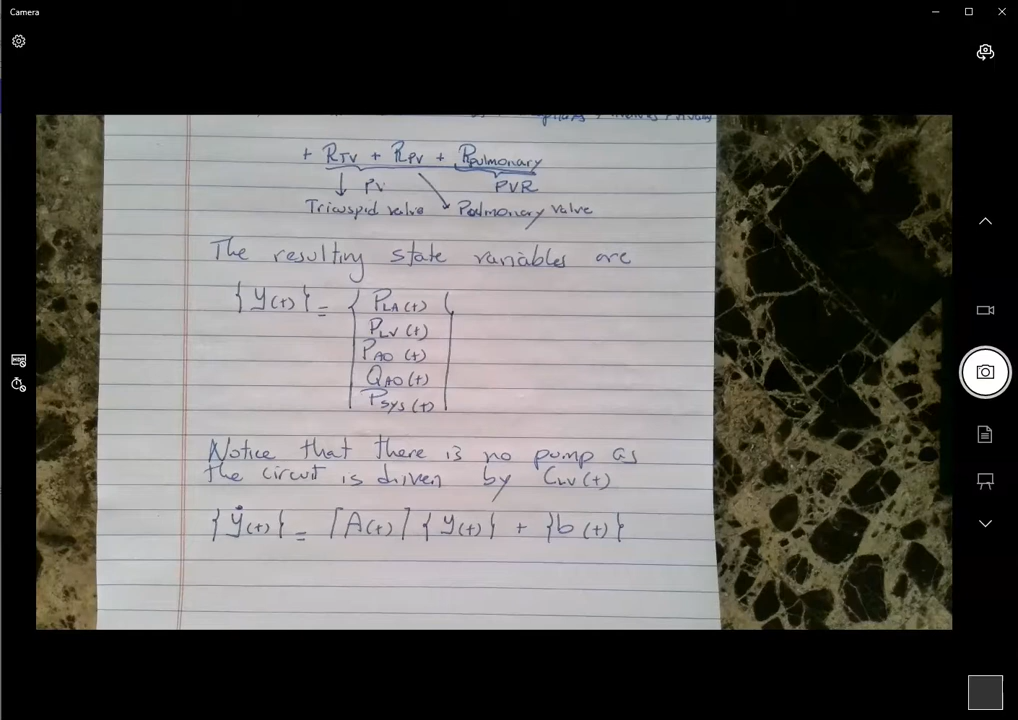 Camera
+ RTV + RPV + Rpulmonary
PV PVR
Tricuspid valve Pulmonary valve
The resulting state variables are
{Y(t)} = { PLA(t) }
PLV(t)
PAO(t)
QAO(t)
PSYS(t)
Notice that there is no pump as
the circuit is driven by CLV(t)
{Ẏ(t)} = [A(t)] {Y(t)} + {b(t)}